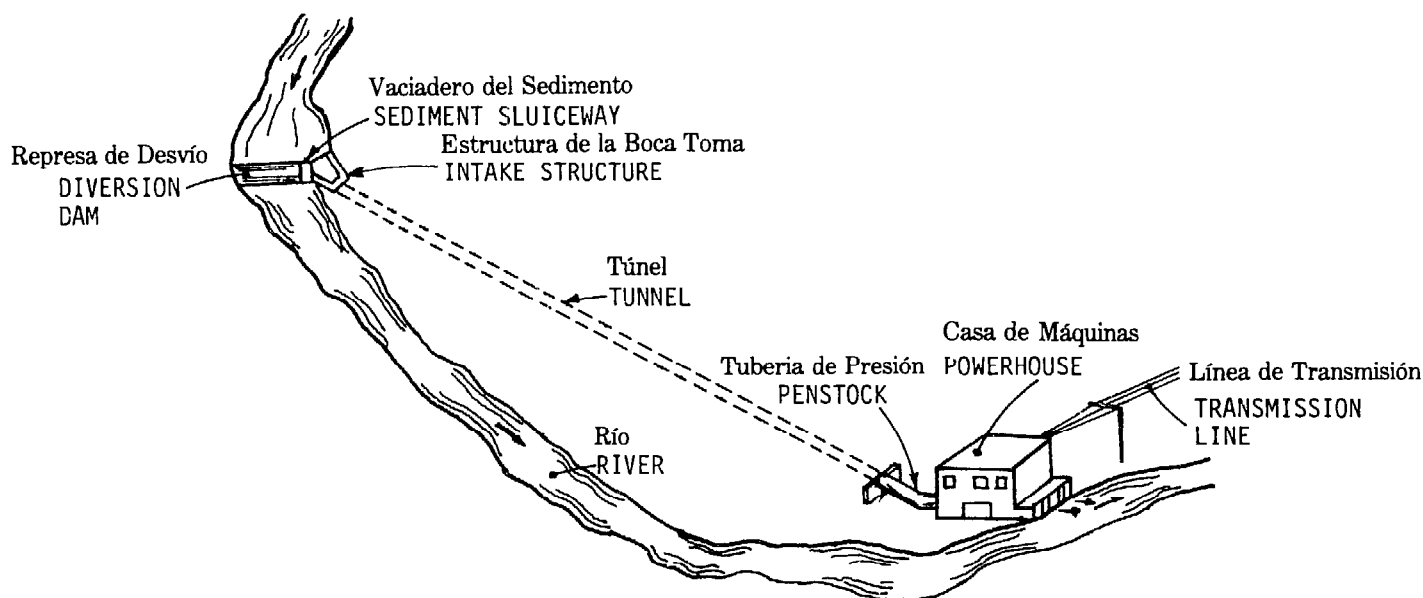 Vaciadero del Sedimento
SEDIMENT SLUICEWAY
Estructura de la Boca Toma
INTAKE STRUCTURE
Represa de Desvío
DIVERSION
DAM
Túnel
TUNNEL
Casa de Máquinas
POWERHOUSE
Tuberia de Presión
PENSTOCK
Línea de Transmisión
TRANSMISSION
LINE
Río
RIVER